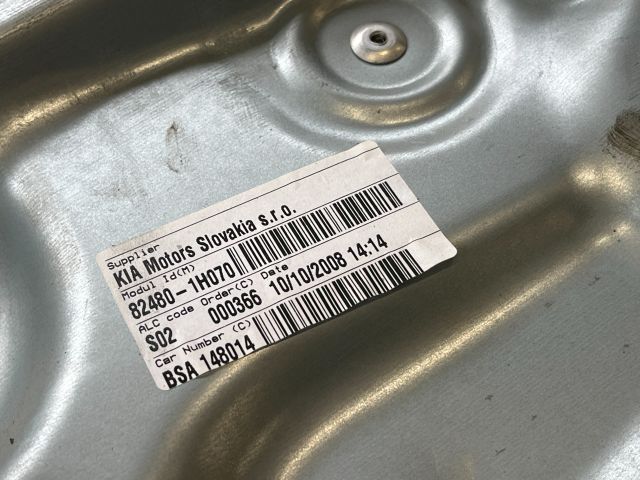 Supplier
KIA Motors Slovakia s.r.o.
Modul Id(M)
82480-1H070
ALC code Order(C) Date
S02 000366 10/10/2008 14:14
Car Number (C)
BSA 148014